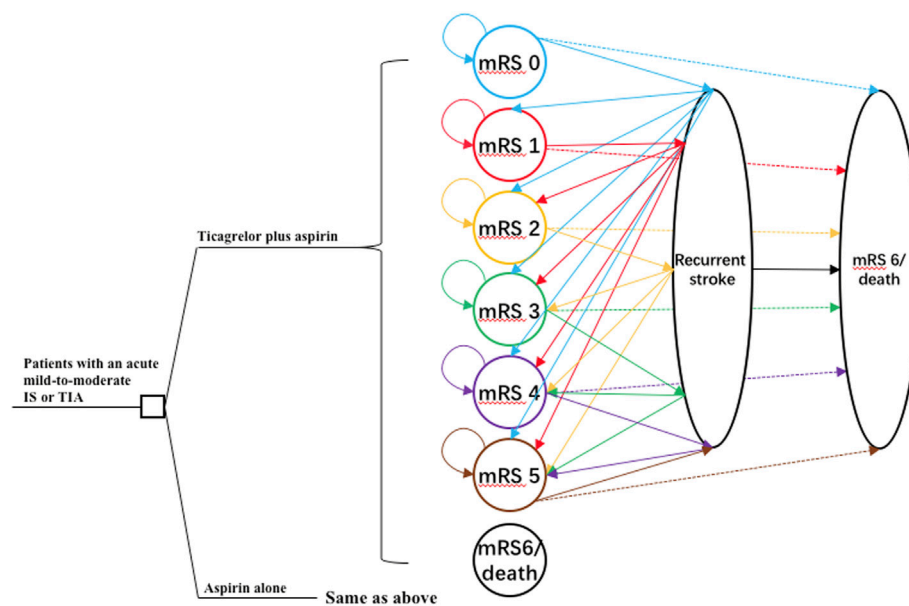 Patients with an acute
mild-to-moderate
IS or TIA
Ticagrelor plus aspirin
Aspirin alone
Same as above
mRS 0
mRS 1
mRS 2
mRS 3
mRS 4
mRS 5
mRS6/
death
Recurrent
stroke
mRS 6/
death